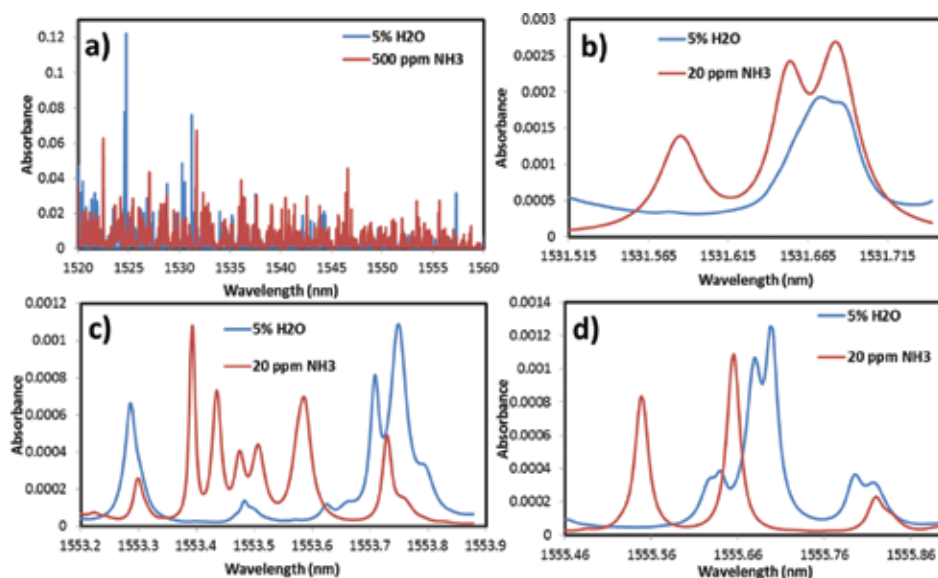 a)
5% H2O
500 ppm NH3
0.12
0.1
0.08
0.06
0.04
0.02
0
Absorbance
1520 1525 1530 1535 1540 1545 1550 1555 1560
Wavelength (nm)
b)
5% H2O
20 ppm NH3
0.003
0.0025
0.002
0.0015
0.001
0.0005
0
Absorbance
1531.515 1531.565 1531.615 1531.665 1531.715
Wavelength (nm)
c)
5% H2O
20 ppm NH3
0.0012
0.001
0.0008
0.0006
0.0004
0.0002
0
Absorbance
1553.2 1553.3 1553.4 1553.5 1553.6 1553.7 1553.8 1553.9
Wavelength (nm)
d)
5% H2O
20 ppm NH3
0.0014
0.0012
0.001
0.0008
0.0006
0.0004
0.0002
0
Absorbance
1555.46 1555.56 1555.66 1555.76 1555.86
Wavelength (nm)